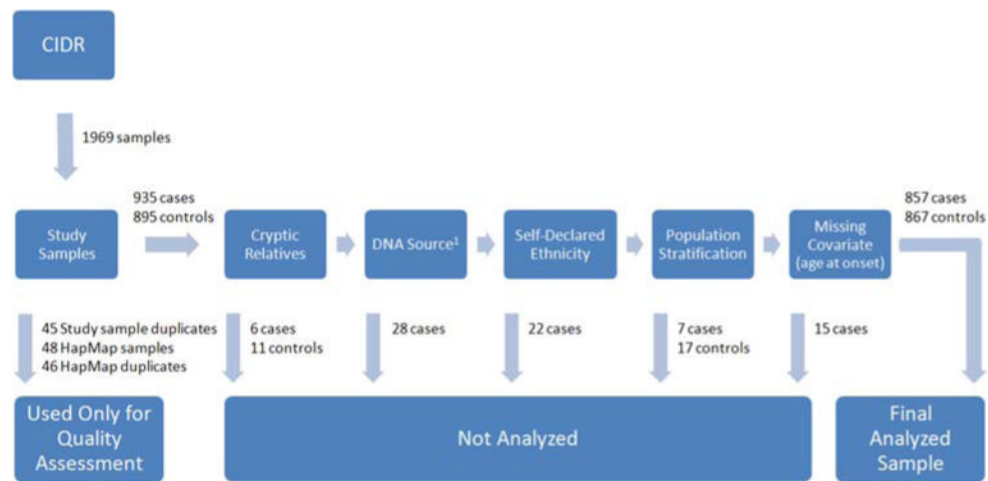 CIDR
1969 samples
935 cases
895 controls
857 cases
867 controls
Study
Samples
Cryptic
Relatives
DNA Source¹
Self-Declared
Ethnicity
Population
Stratification
Missing
Covariate
(age at onset)
45 Study sample duplicates
48 HapMap samples
46 HapMap duplicates
6 cases
11 controls
28 cases
22 cases
7 cases
17 controls
15 cases
Used Only for
Quality
Assessment
Not Analyzed
Final
Analyzed
Sample